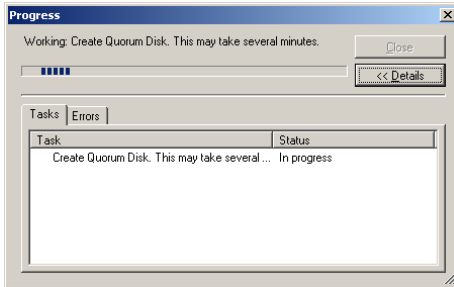 Progress
Working: Create Quorum Disk. This may take several minutes.
Close
<< Details
Tasks Errors
Task Status
Create Quorum Disk. This may take several ... In progress